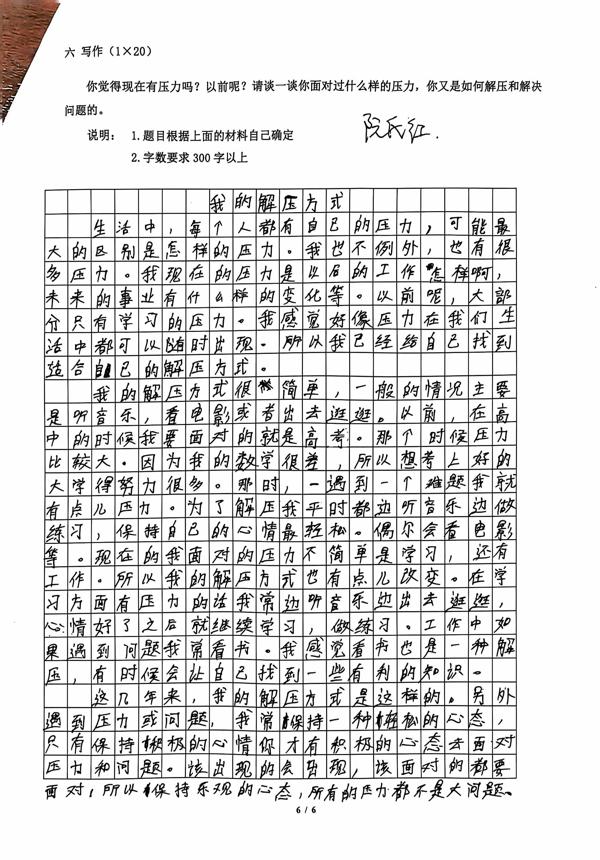 六 写作（1×20）
你觉得现在有压力吗？以前呢？请谈一谈你面对过什么样的压力，你又是如何解压和解决
问题的。
说明： 1.题目根据上面的材料自己确定
2.字数要求 300 字以上
阮氏红.
我的解压方式
生活中，每个人都有自己的压力，可能最
大的区别是怎样的压力。我也不例外，也有很
多压力。我现在的压力是以后的工作怎样啊，
未来的事业有什么样的变化等。以前呢，大部
分只有学习的压力。我感觉好像压力在我们生
活中都可以随时出现。所以我已经给自己找到
结合自己的解压方式。
我的解压方式很简单，一般的情况主要
是听音乐，看电影或者出去逛逛。以前，在高
中的时候我要面对的就是高考。那个时候压力
比较大。因为我的数学很差，所以想考上好的
大学得努力很多。那时，一遇到一个难题我就
有点儿压力。为了解压我平时都边听音乐边做
练习，保持自己的心情最轻松。偶尔会看电影
等。现在的我面对的压力不简单是学习，还有
工作。所以我的解压方式也有点儿改变。在学
习方面有压力的话我常边听音乐边出去逛逛，
心情好了之后就继续学习，做练习。工作中如
果遇到问题我常看书。我感觉看书也是一种解
压，有时候会让自己找到一些有利的知识。
这几年来，我的解压方式是这样的。另外
遇到压力或问题，我常保持一种轻松的心态，
只有保持积极的心情你才有积极的心态去面对
压力和问题。该出现的会出现，该面对的都要
面对，所以保持乐观的心态，所有的压力都不是大问题。
6 / 6